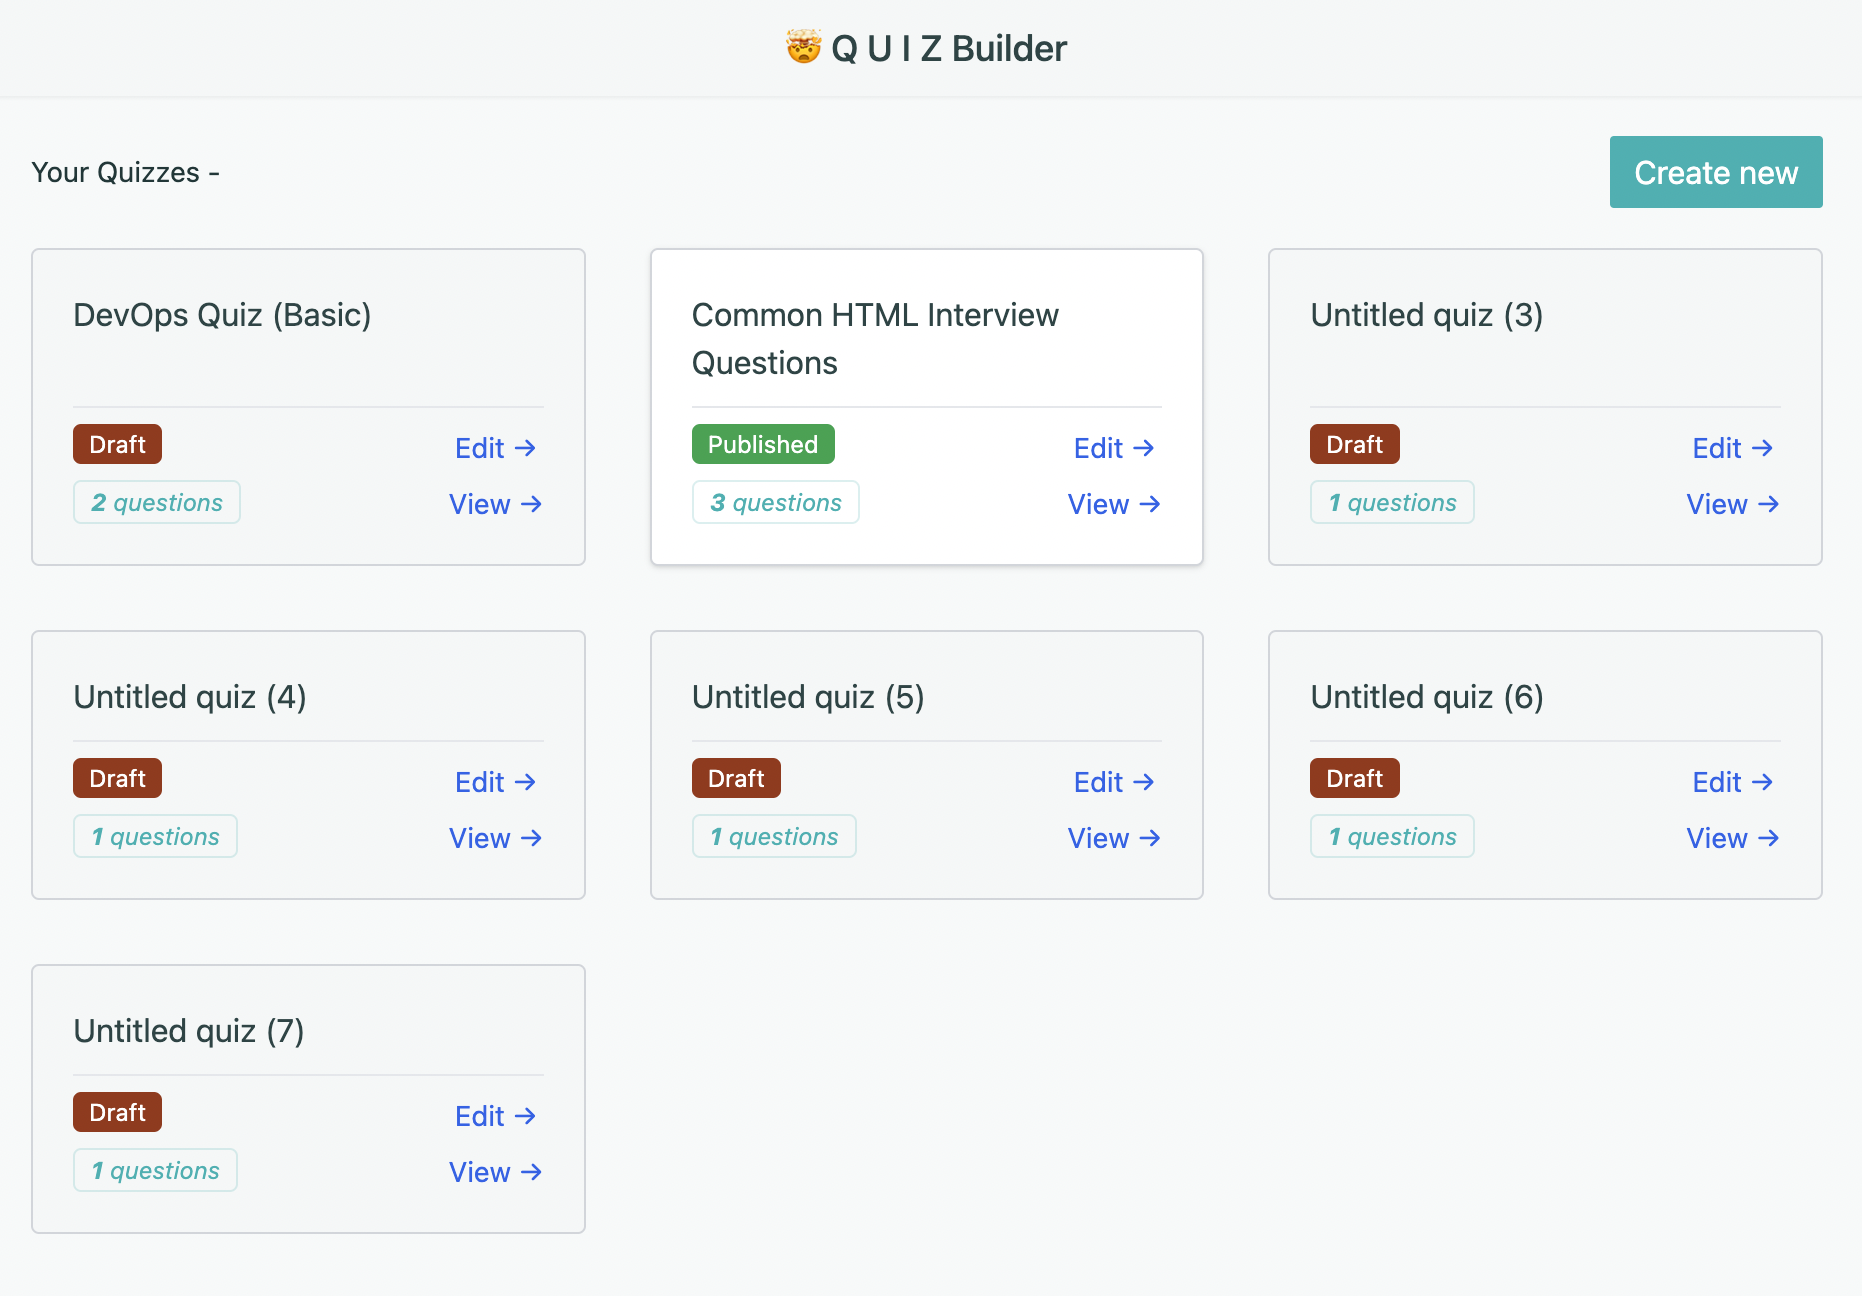 🤯 Q U I Z Builder
Your Quizzes -
Create new
DevOps Quiz (Basic)
Draft
Edit →
2 questions
View →
Common HTML Interview
Questions
Published
Edit →
3 questions
View →
Untitled quiz (3)
Draft
Edit →
1 questions
View →
Untitled quiz (4)
Draft
Edit →
1 questions
View →
Untitled quiz (5)
Draft
Edit →
1 questions
View →
Untitled quiz (6)
Draft
Edit →
1 questions
View →
Untitled quiz (7)
Draft
Edit →
1 questions
View →